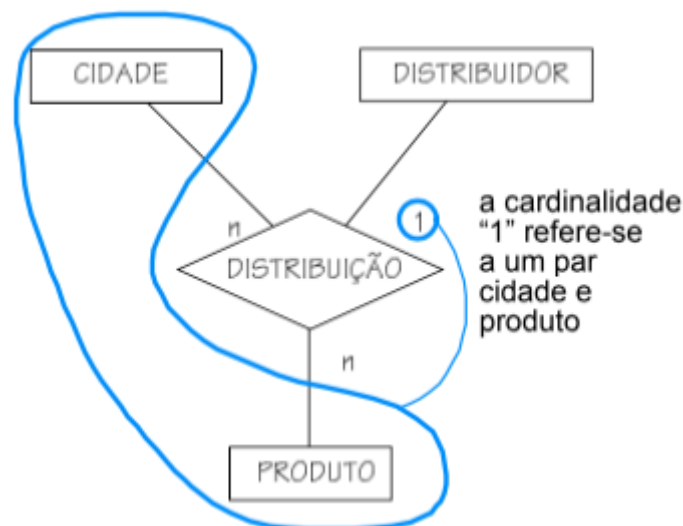 CIDADE
DISTRIBUIDOR
1
a cardinalidade
“1” refere-se
a um par
cidade e
produto
n
DISTRIBUIÇÃO
n
PRODUTO